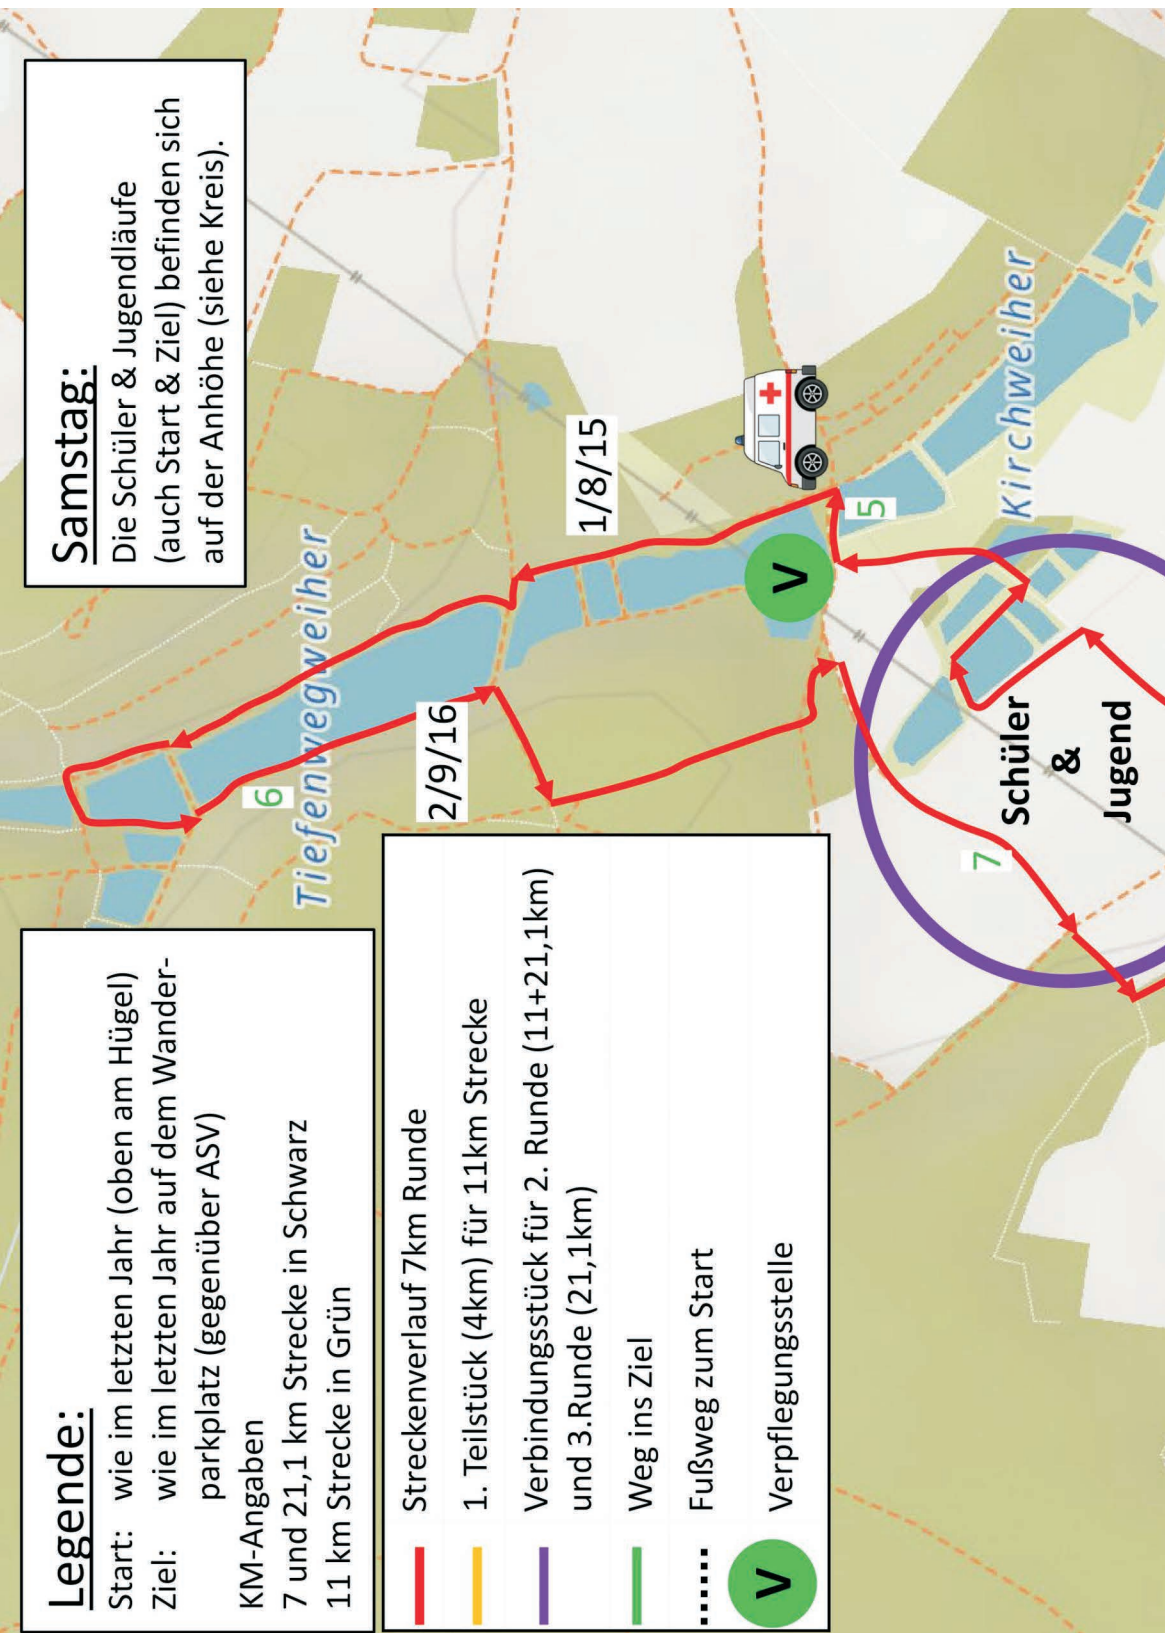 Legende:
Start: wie im letzten Jahr (oben am Hügel)
Ziel: wie im letzten Jahr auf dem Wander-
parkplatz (gegenüber ASV)
KM-Angaben
7 und 21,1 km Strecke in Schwarz
11 km Strecke in Grün
Streckenverlauf 7km Runde
1. Teilstück (4km) für 11km Strecke
Verbindungsstück für 2. Runde (11+21,1km)
und 3.Runde (21,1km)
Weg ins Ziel
Fußweg zum Start
V Verpflegungsstelle
Samstag:
Die Schüler & Jugendläufe
(auch Start & Ziel) befinden sich
auf der Anhöhe (siehe Kreis).
Tiefenwegweiher
6
2/9/16
1/8/15
V
5
Kirchweiher
7
Schüler
&
Jugend